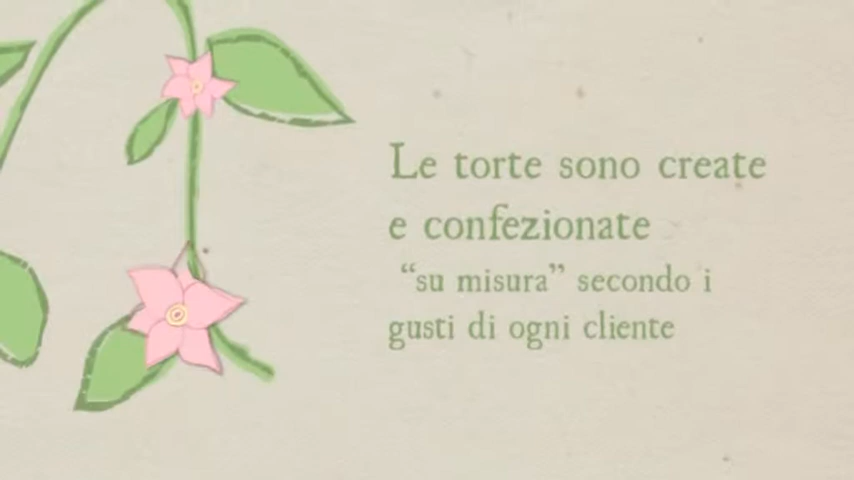 Le torte sono create
e confezionate
“su misura” secondo i
gusti di ogni cliente